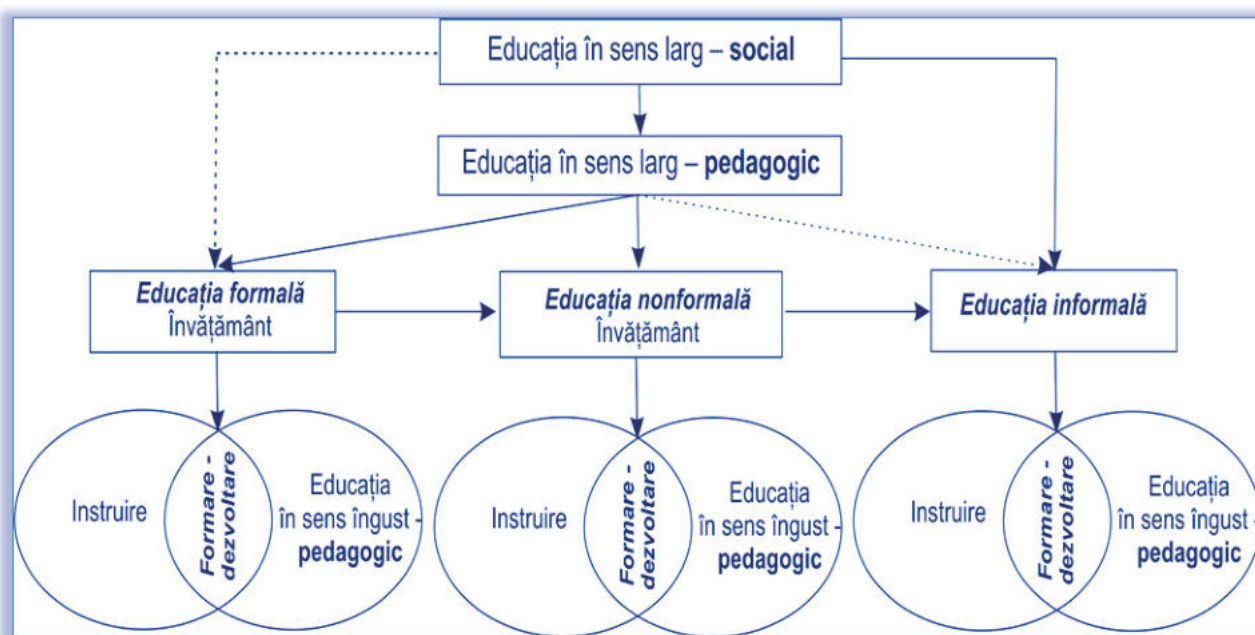 Educația în sens larg – social
Educația în sens larg – pedagogic
Educația formală
Învățământ
Educația nonformală
Învățământ
Educația informală
Instruire
Formare -
dezvoltare
Educația
în sens îngust -
pedagogic
Instruire
Formare -
dezvoltare
Educația
în sens îngust -
pedagogic
Instruire
Formare -
dezvoltare
Educația
în sens îngust -
pedagogic